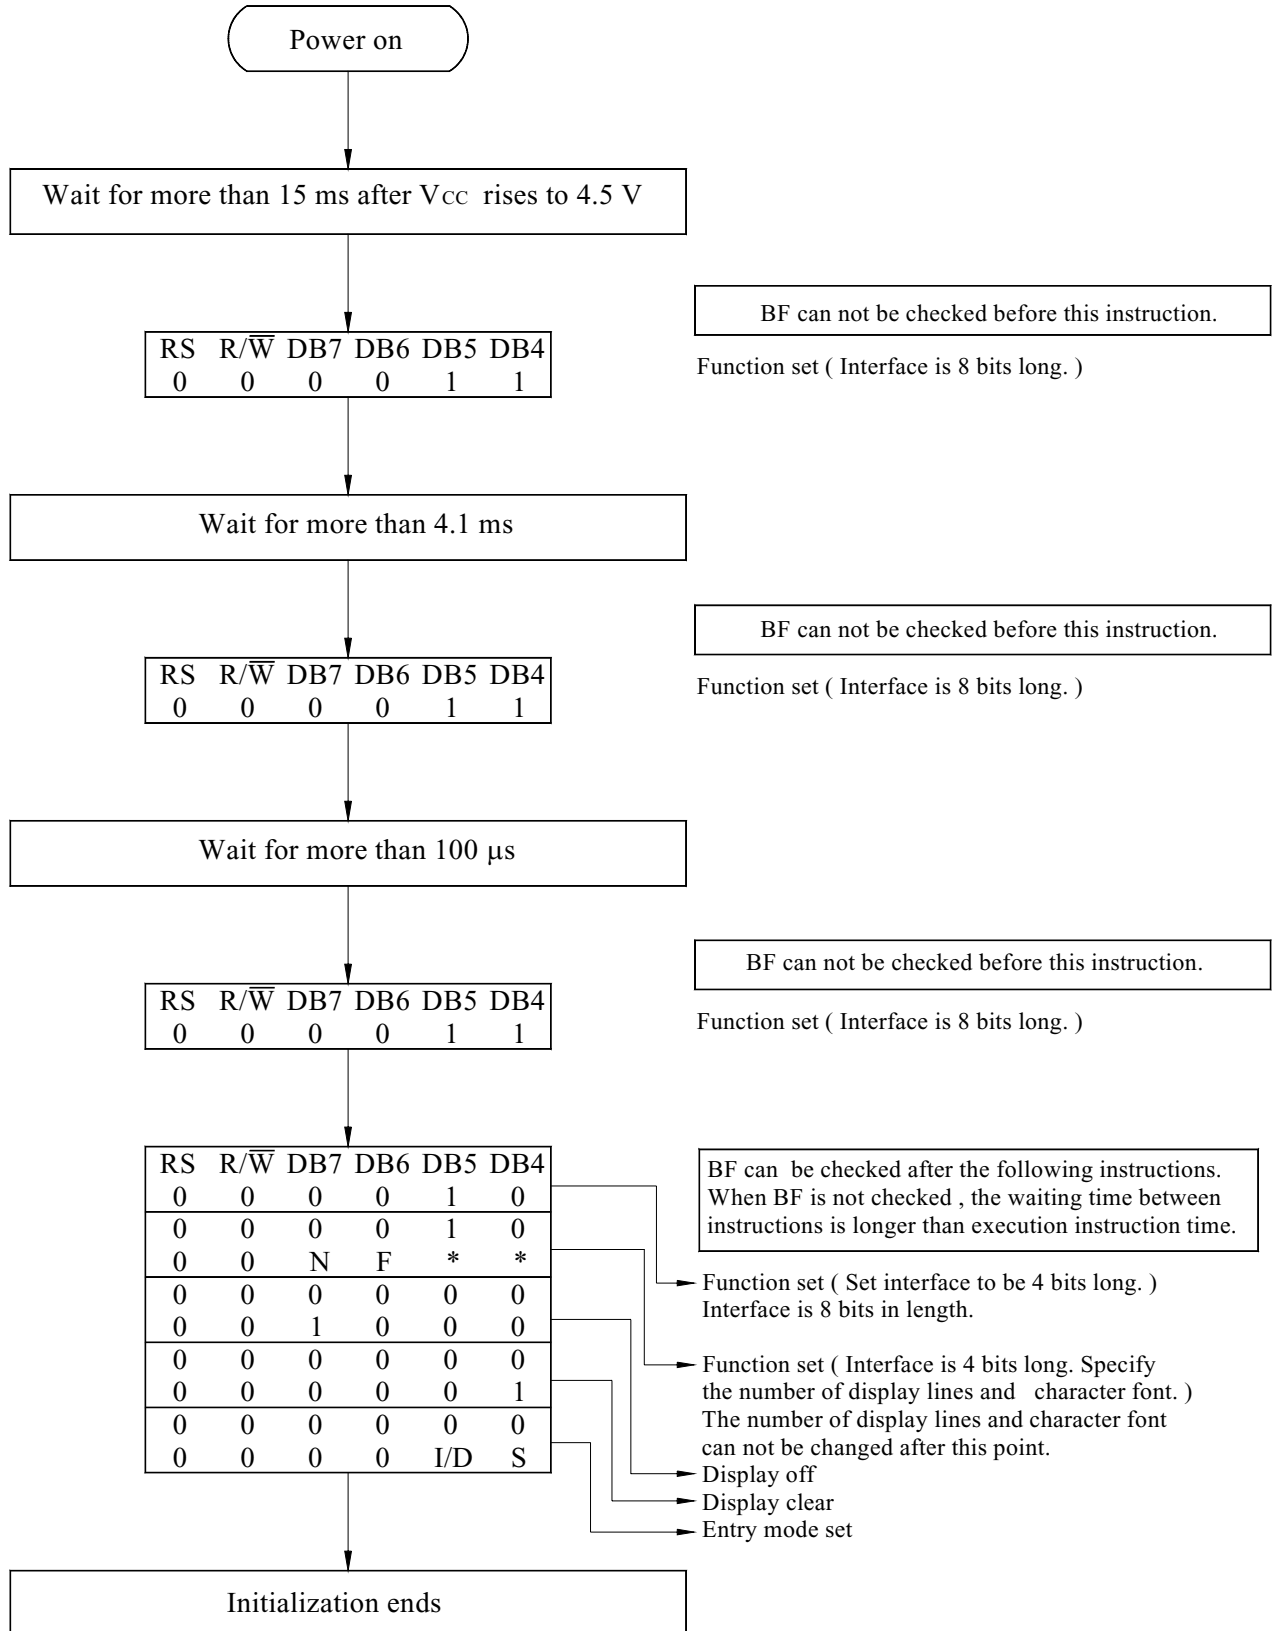 Power on
Wait for more than 15 ms after VCC rises to 4.5 V
BF can not be checked before this instruction.
RS R/W̅ DB7 DB6 DB5 DB4
0 0 0 0 1 1
Function set ( Interface is 8 bits long. )
Wait for more than 4.1 ms
BF can not be checked before this instruction.
RS R/W̅ DB7 DB6 DB5 DB4
0 0 0 0 1 1
Function set ( Interface is 8 bits long. )
Wait for more than 100 µs
BF can not be checked before this instruction.
RS R/W̅ DB7 DB6 DB5 DB4
0 0 0 0 1 1
Function set ( Interface is 8 bits long. )
RS R/W̅ DB7 DB6 DB5 DB4
0 0 0 0 1 0
0 0 0 0 1 0
0 0 N F * *
0 0 0 0 0 0
0 0 1 0 0 0
0 0 0 0 0 0
0 0 0 0 0 1
0 0 0 0 0 0
0 0 0 0 I/D S
BF can be checked after the following instructions.
When BF is not checked , the waiting time between
instructions is longer than execution instruction time.
Function set ( Set interface to be 4 bits long. )
Interface is 8 bits in length.
Function set ( Interface is 4 bits long. Specify
the number of display lines and character font. )
The number of display lines and character font
can not be changed after this point.
Display off
Display clear
Entry mode set
Initialization ends